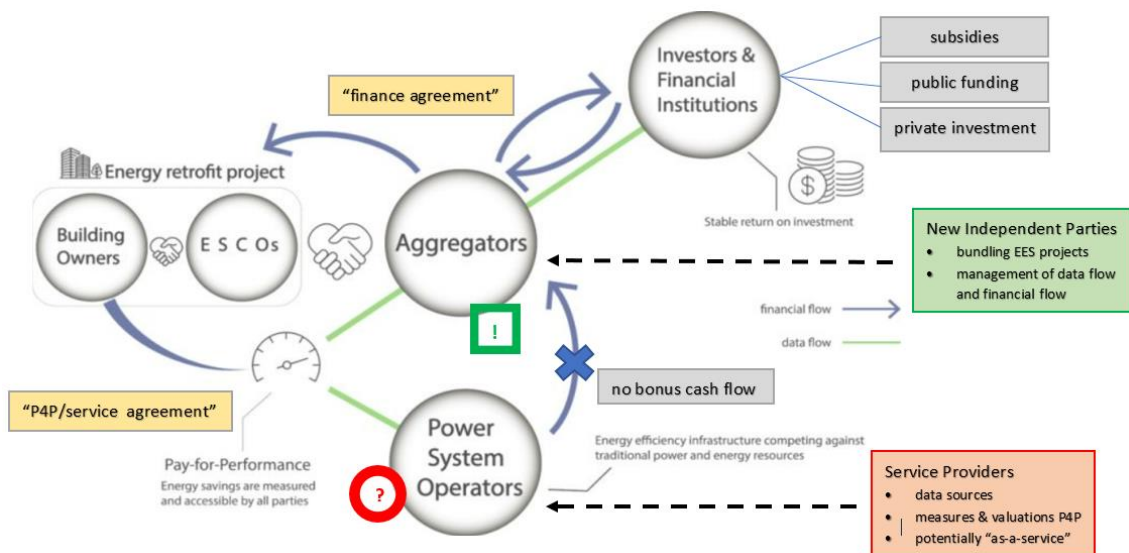 Investors &
Financial
Institutions
subsidies
public funding
private investment
“finance agreement”
Energy retrofit project
Building
Owners
E S C O s
Aggregators
$
Stable return on investment
New Independent Parties
• bundling EES projects
• management of data flow
and financial flow
financial flow
data flow
!
no bonus cash flow
“P4P/service agreement”
Power
System
Operators
?
Energy efficiency infrastructure competing against
traditional power and energy resources
Pay-for-Performance
Energy savings are measured
and accessible by all parties
Service Providers
• data sources
• measures & valuations P4P
• potentially “as-a-service”